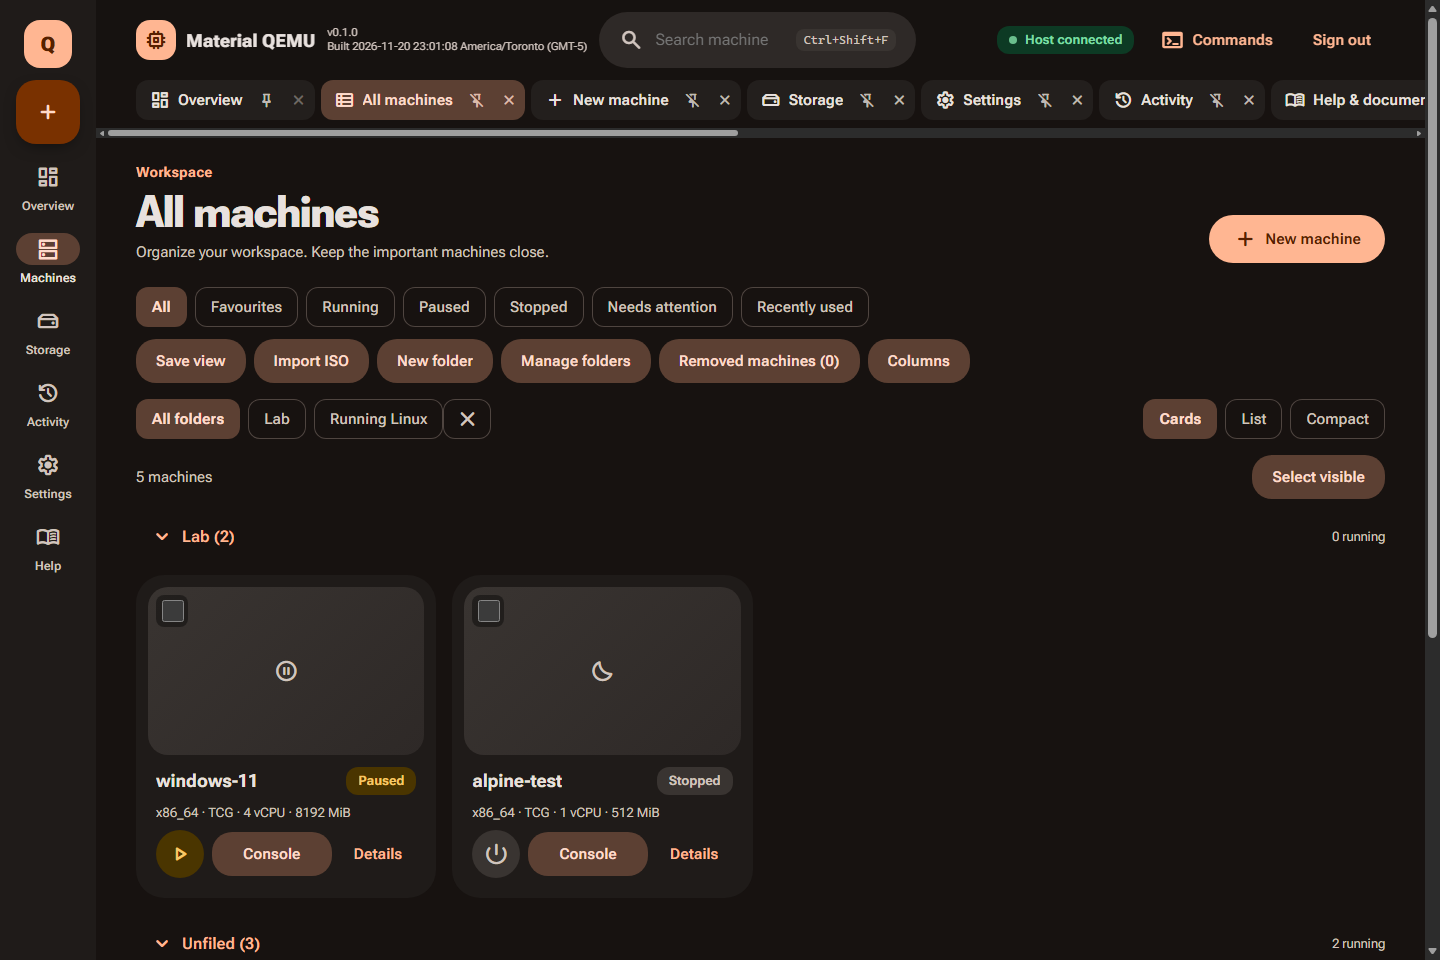 Q
Material QEMU
v0.1.0
Built 2026-11-20 23:01:08 America/Toronto (GMT-5)
Search machine
Ctrl+Shift+F
Host connected
Commands
Sign out
Overview
All machines
New machine
Storage
Settings
Activity
Help & documen
Overview
Machines
Storage
Activity
Settings
Help
Workspace
All machines
Organize your workspace. Keep the important machines close.
New machine
All
Favourites
Running
Paused
Stopped
Needs attention
Recently used
Save view
Import ISO
New folder
Manage folders
Removed machines (0)
Columns
All folders
Lab
Running Linux
Cards
List
Compact
5 machines
Select visible
Lab (2)
0 running
windows-11
Paused
x86_64 · TCG · 4 vCPU · 8192 MiB
Console
Details
alpine-test
Stopped
x86_64 · TCG · 1 vCPU · 512 MiB
Console
Details
Unfiled (3)
2 running